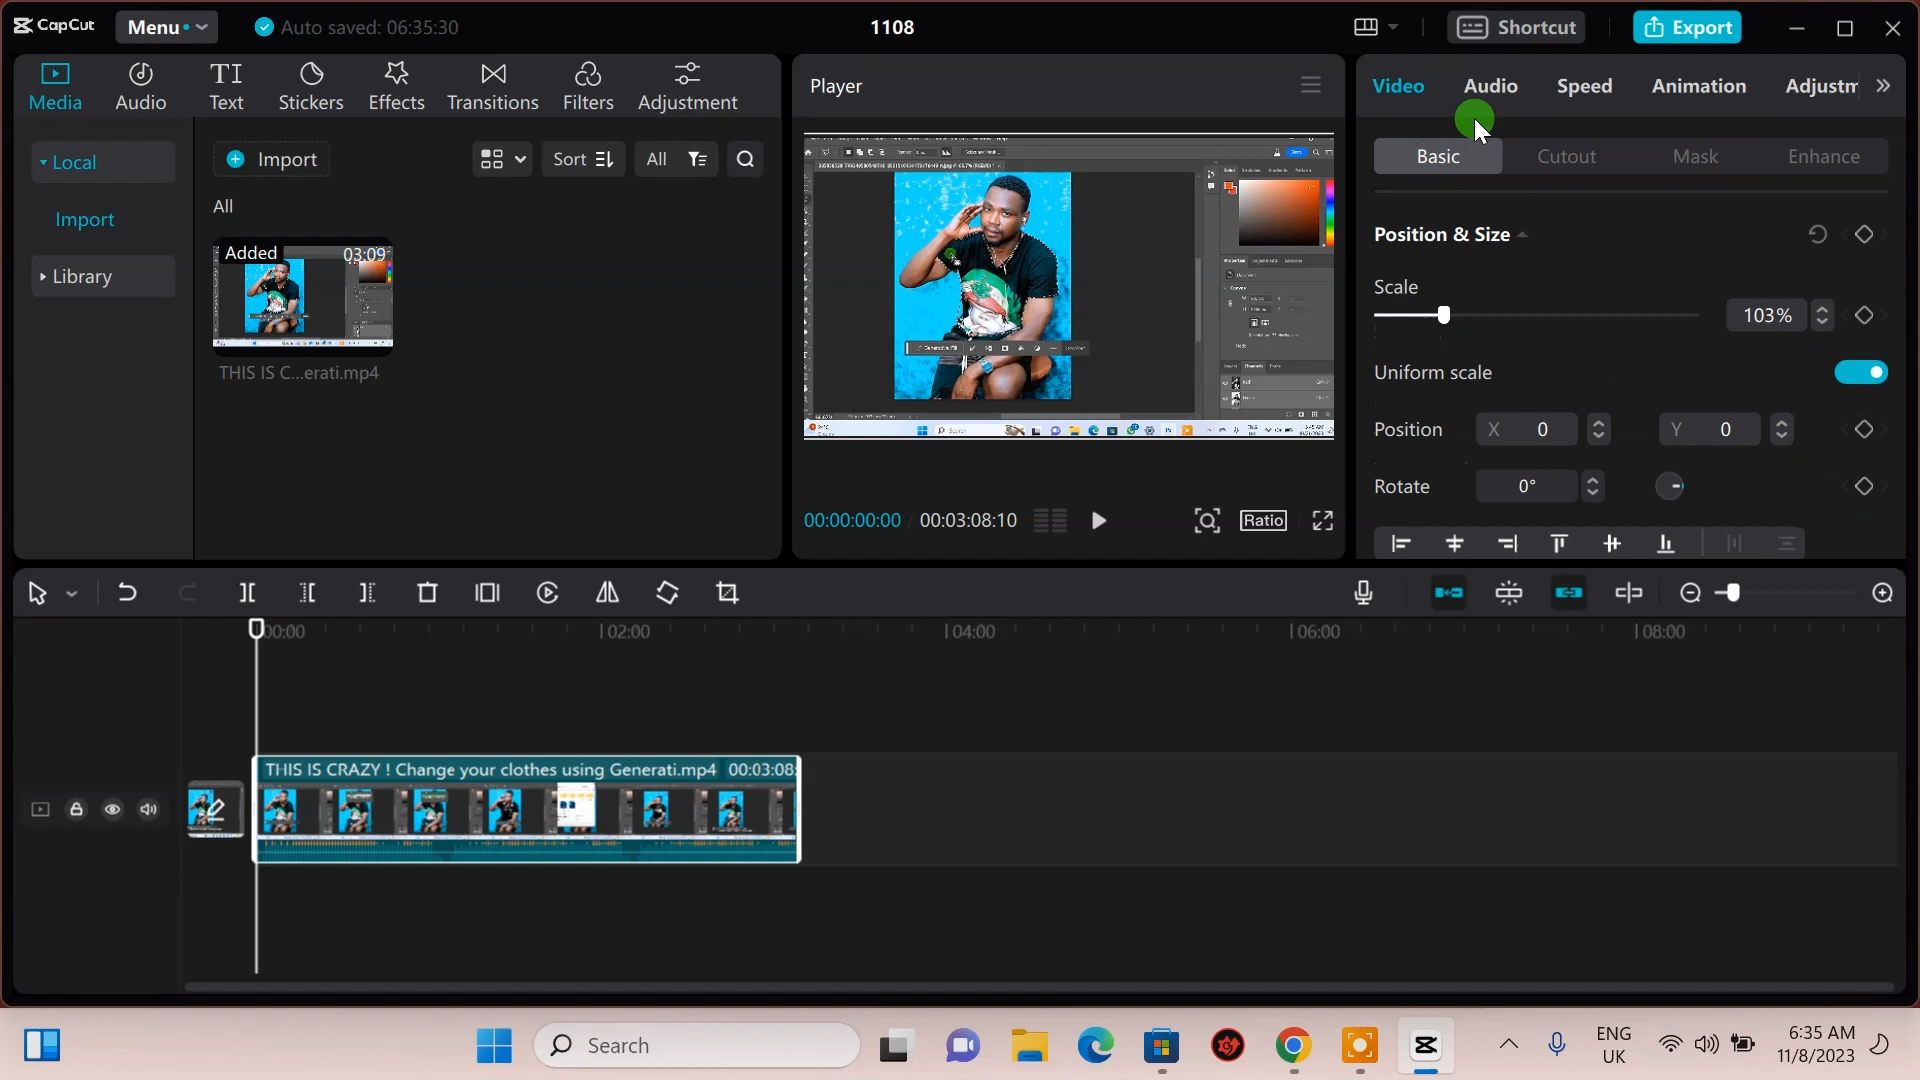 CapCut
Menu
Auto saved: 06:35:30
1108
Shortcut
Export
Media
Audio
Text
Stickers
Effects
Transitions
Filters
Adjustment
Local
Import
Library
Import
Sort
All
All
Added
03:09
THIS IS C...erati.mp4
Player
00:00:00:00
00:03:08:10
Ratio
Video
Audio
Speed
Animation
Adjustm
Basic
Cutout
Mask
Enhance
Position & Size
Scale
103%
Uniform scale
Position
X 0
Y 0
Rotate
0°
00:00
02:00
04:00
06:00
08:00
THIS IS CRAZY ! Change your clothes using Generati.mp4 00:03:08:
Search
ENG
UK
6:35 AM
11/8/2023